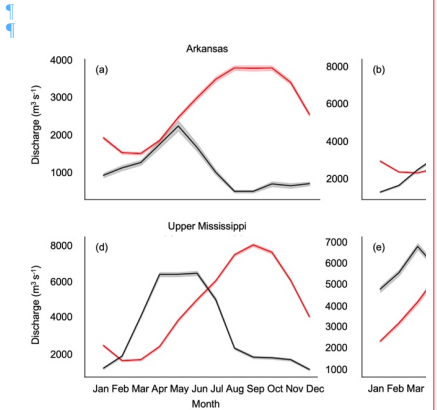 ¶
¶
Arkansas
(a)
4000
3000
2000
1000
Discharge (m³ s⁻¹)
(b)
8000
6000
4000
2000
Upper Mississippi
(d)
8000
6000
4000
2000
Discharge (m³ s⁻¹)
Jan Feb Mar Apr May Jun Jul Aug Sep Oct Nov Dec
Month
(e)
7000
6000
5000
4000
3000
2000
1000
Jan Feb Mar